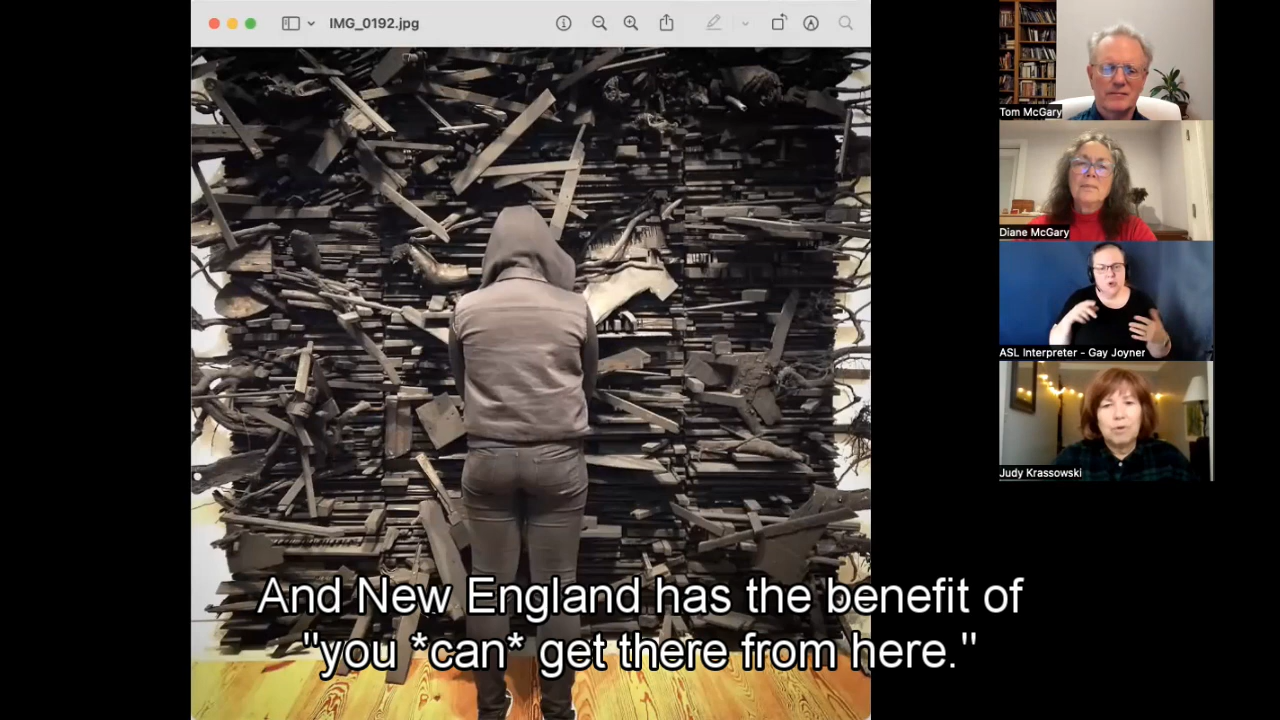 IMG_0192.jpg
Tom McGary
Diane McGary
ASL Interpreter - Gay Joyner
Judy Krassowski
And New England has the benefit of
"you *can* get there from here."